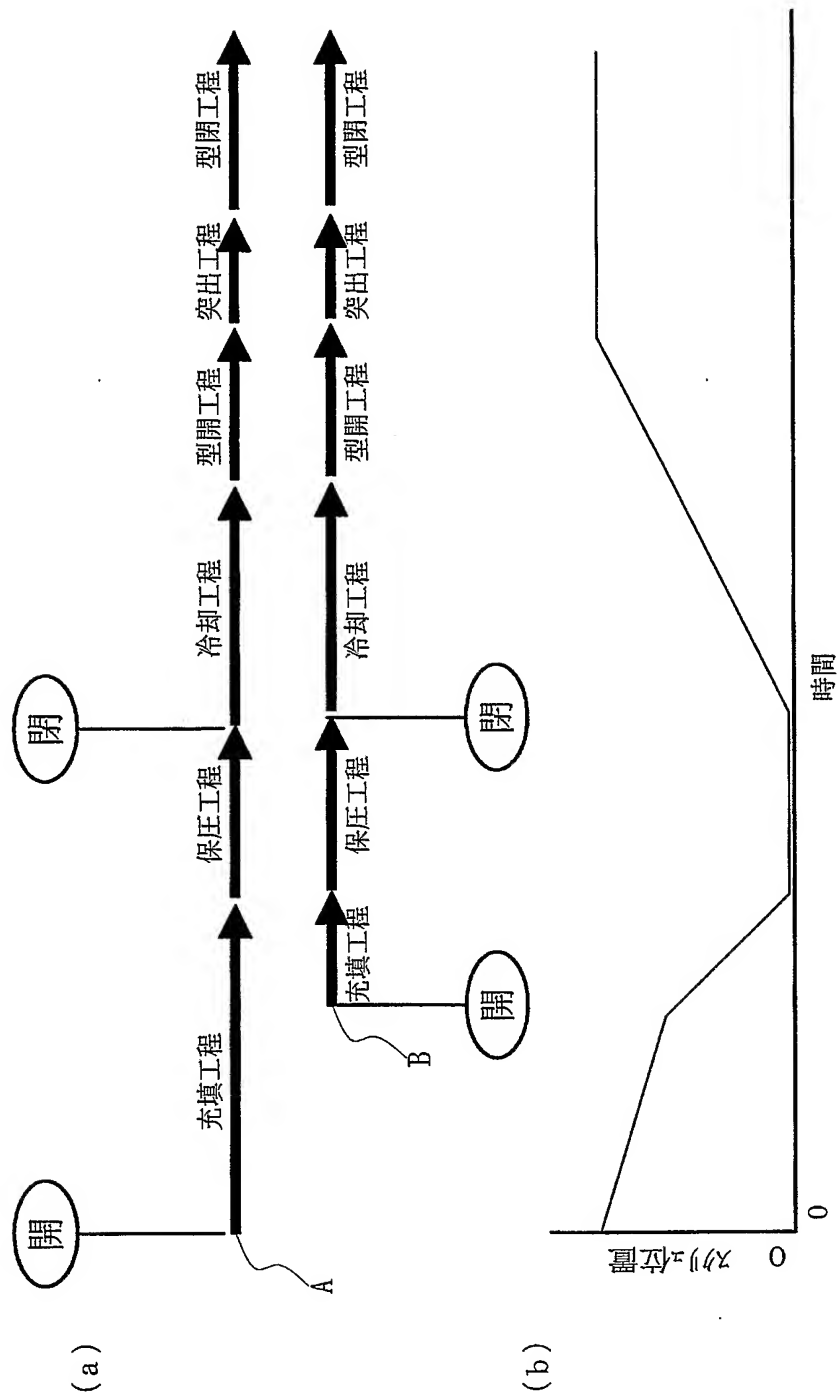 (a)
開
閉
充填工程
保圧工程
冷却工程
型開工程
突出工程
型閉工程
A
充填工程
保圧工程
冷却工程
型開工程
突出工程
型閉工程
B
開
閉
(b)
スクリュ位置
0
0
時間